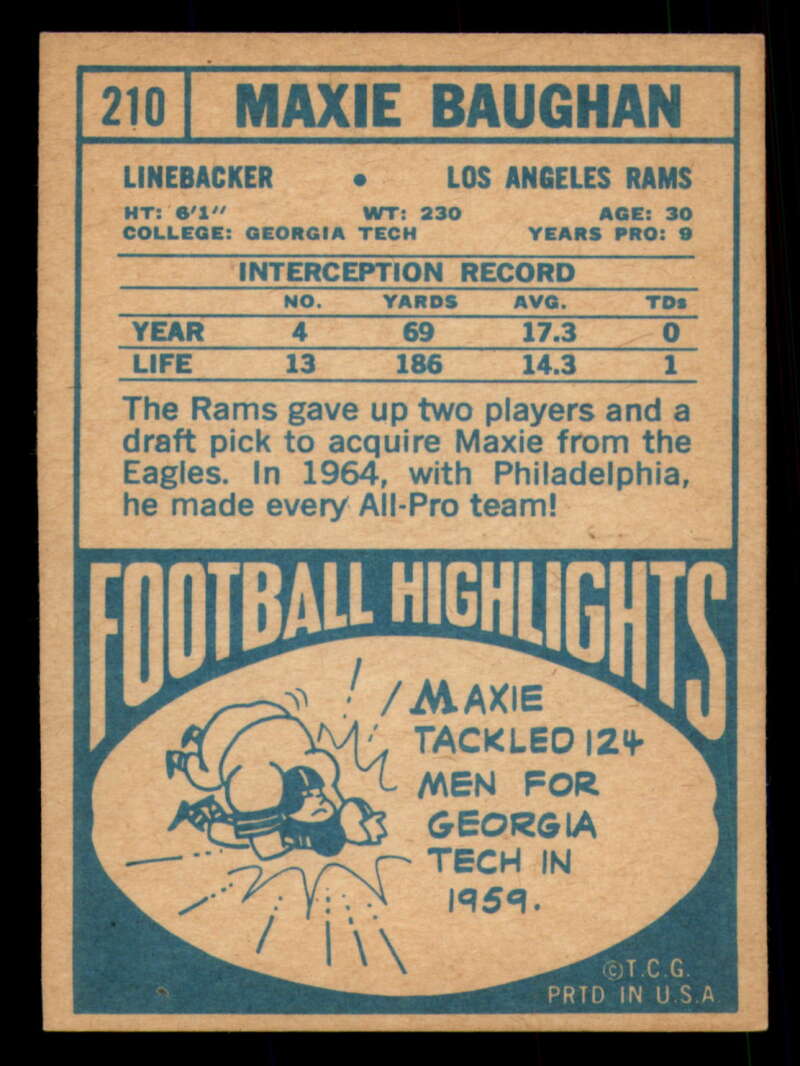 210 MAXIE BAUGHAN
LINEBACKER • LOS ANGELES RAMS
HT: 6'1" WT: 230 AGE: 30
COLLEGE: GEORGIA TECH YEARS PRO: 9
INTERCEPTION RECORD
NO. YARDS AVG. TDs
YEAR 4 69 17.3 0
LIFE 13 186 14.3 1
The Rams gave up two players and a
draft pick to acquire Maxie from the
Eagles. In 1964, with Philadelphia,
he made every All-Pro team!
FOOTBALL HIGHLIGHTS
MAXIE
TACKLED 124
MEN FOR
GEORGIA
TECH IN
1959.
©T.C.G.
PRTD IN U.S.A